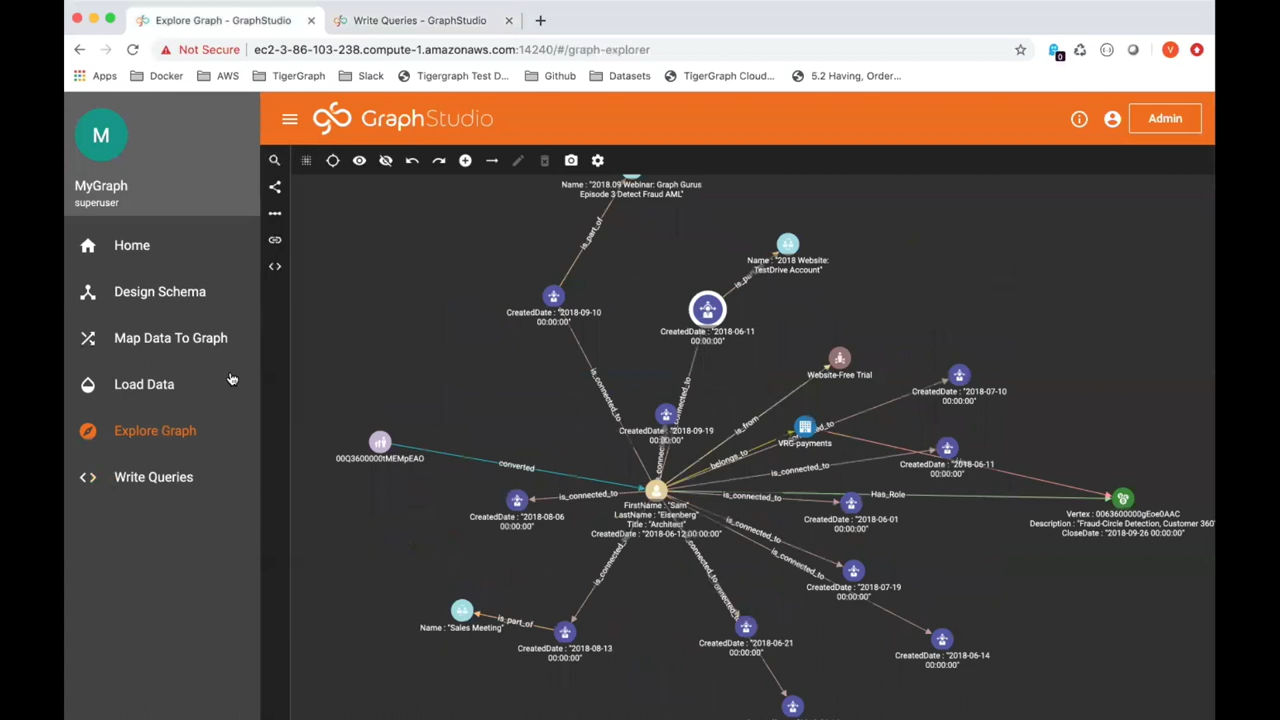 Explore Graph - GraphStudio
Write Queries - GraphStudio
Not Secure
ec2-3-86-103-238.compute-1.amazonaws.com:14240/#/graph-explorer
0
V
Apps Docker AWS TigerGraph Slack Tigergraph Test D... Github Datasets TigerGraph Cloud... 5.2 Having, Order...
M
MyGraph
superuser
GraphStudio
Admin
Home
Design Schema
Map Data To Graph
Load Data
Explore Graph
Write Queries
Name : "2018.09 Webinar: Graph Gurus
Episode 3 Detect Fraud AML"
is_part_of
Name : "2018 Website:
TestDrive Account"
CreatedDate : "2018-09-10
00:00:00"
CreatedDate : "2018-06-11
00:00:00"
is_connected_to
Website-Free Trial
is_from
CreatedDate : "2018-07-10
00:00:00"
CreatedDate : "2018-09-19
00:00:00"
VRG-payments
belongs_to
00Q3600000tMEMpEAO
converted
is_connected_to
CreatedDate : "2018-06-11
00:00:00"
is_connected_to
CreatedDate : "2018-08-06
00:00:00"
FirstName : "Sam"
LastName : "Eisenberg"
Title : "Architect"
CreatedDate : "2018-06-12 00:00:00"
is_connected_to
Has_Role
CreatedDate : "2018-06-01
00:00:00"
Vertex : 0063600000gEoe0AAC
Description : "Fraud-Circle Detection, Customer 360"
CloseDate : "2018-09-26 00:00:00"
is_connected_to
is_connected_to
CreatedDate : "2018-07-19
00:00:00"
Name : "Sales Meeting"
is_part_of
CreatedDate : "2018-08-13
00:00:00"
CreatedDate : "2018-06-21
00:00:00"
CreatedDate : "2018-06-14
00:00:00"